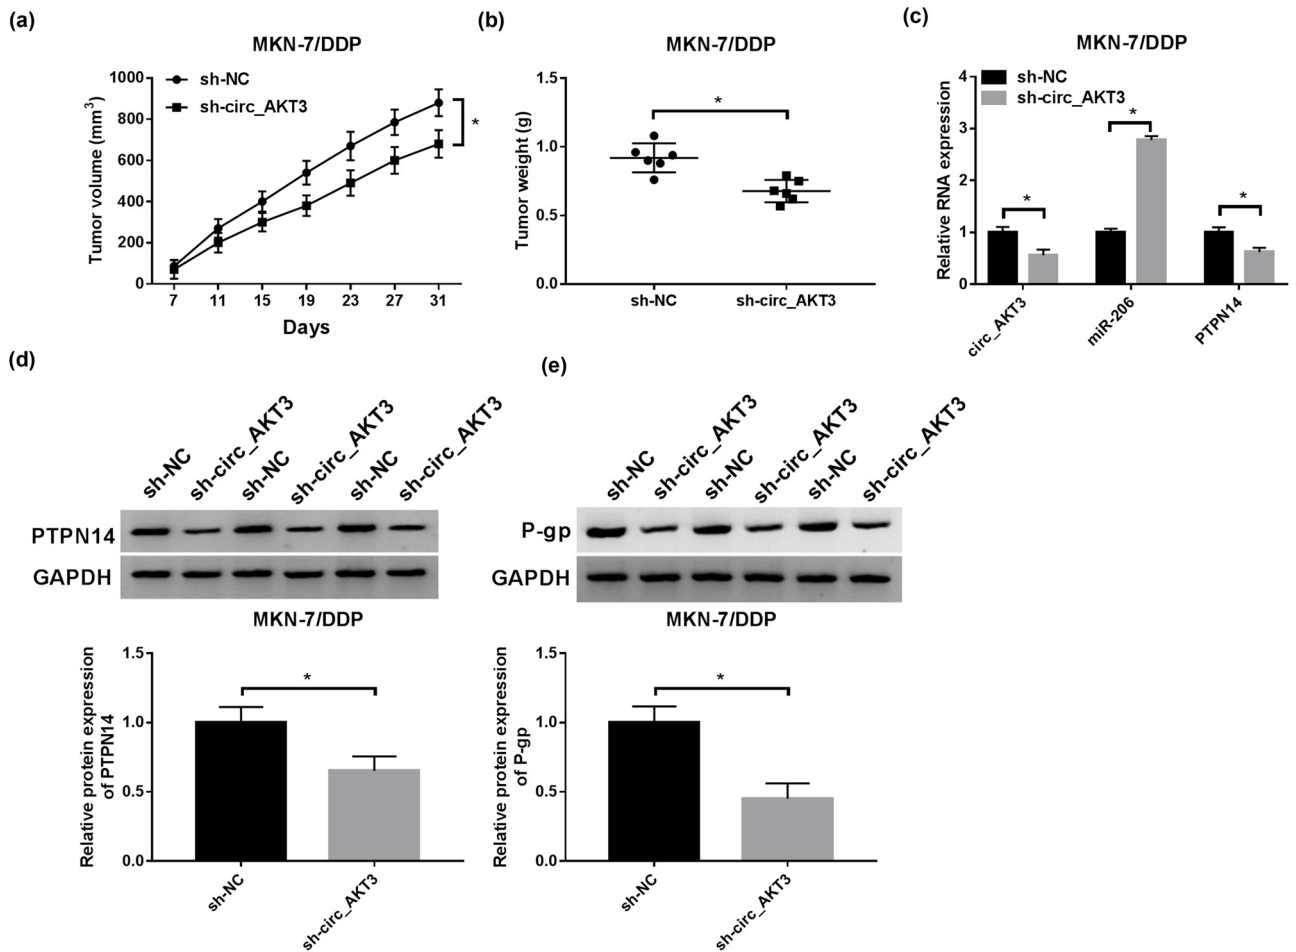 (a)
MKN-7/DDP
sh-NC
sh-circ_AKT3
Tumor volume (mm3)
1000
800
600
400
200
0
*
7 11 15 19 23 27 31
Days
(b)
MKN-7/DDP
Tumor weight (g)
1.5
1.0
0.5
0.0
*
sh-NC sh-circ_AKT3
(c)
MKN-7/DDP
sh-NC
sh-circ_AKT3
Relative RNA expression
4
3
2
1
0
* * *
circ_AKT3 miR-206 PTPN14
(d)
sh-NC sh-circ_AKT3 sh-NC sh-circ_AKT3 sh-NC sh-circ_AKT3
PTPN14
GAPDH
MKN-7/DDP
Relative protein expression
of PTPN14
1.5
1.0
0.5
0.0
*
sh-NC sh-circ_AKT3
(e)
sh-NC sh-circ_AKT3 sh-NC sh-circ_AKT3 sh-NC sh-circ_AKT3
P-gp
GAPDH
MKN-7/DDP
Relative protein expression
of P-gp
1.5
1.0
0.5
0.0
*
sh-NC sh-circ_AKT3